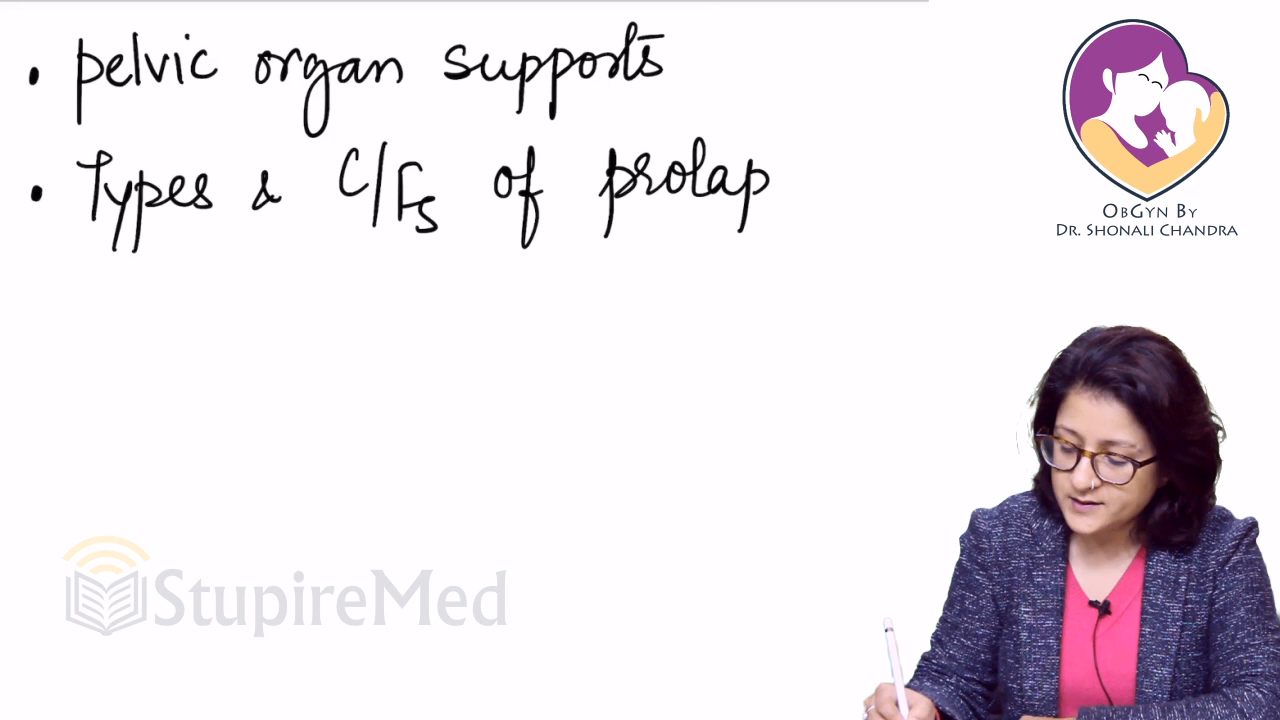 • pelvic organ supports
• Types & C/Fs of prolap
ObGyn By
Dr. Shonali Chandra
StupireMed